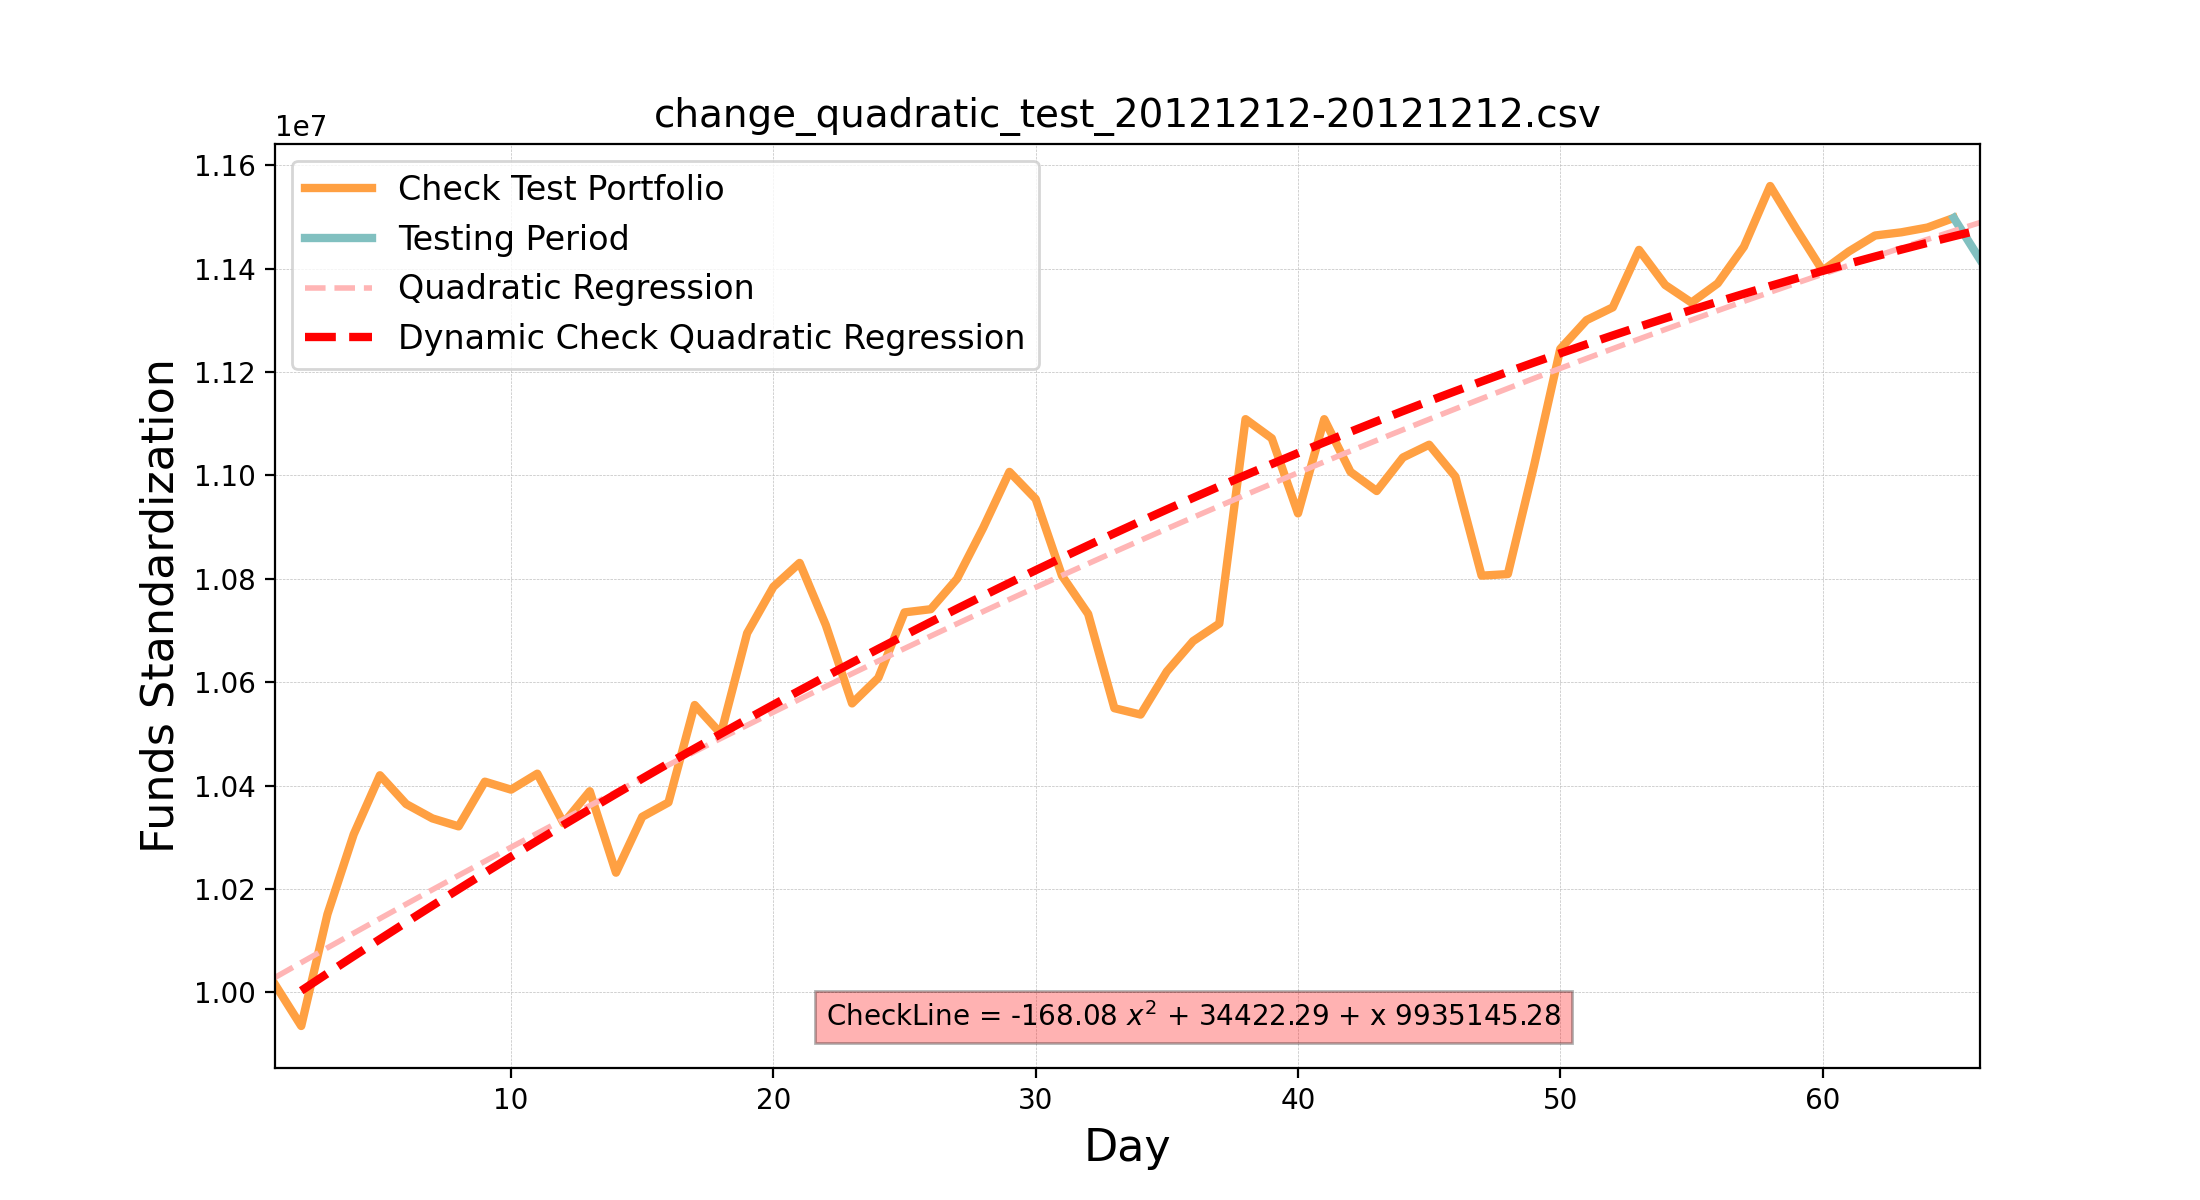 change_quadratic_test_20121212-20121212.csv
1e7
1.16
1.14
1.12
1.10
1.08
1.06
1.04
1.02
1.00
Funds Standardization
Check Test Portfolio
Testing Period
Quadratic Regression
Dynamic Check Quadratic Regression
CheckLine = -168.08 x² + 34422.29 + x 9935145.28
10 20 30 40 50 60
Day